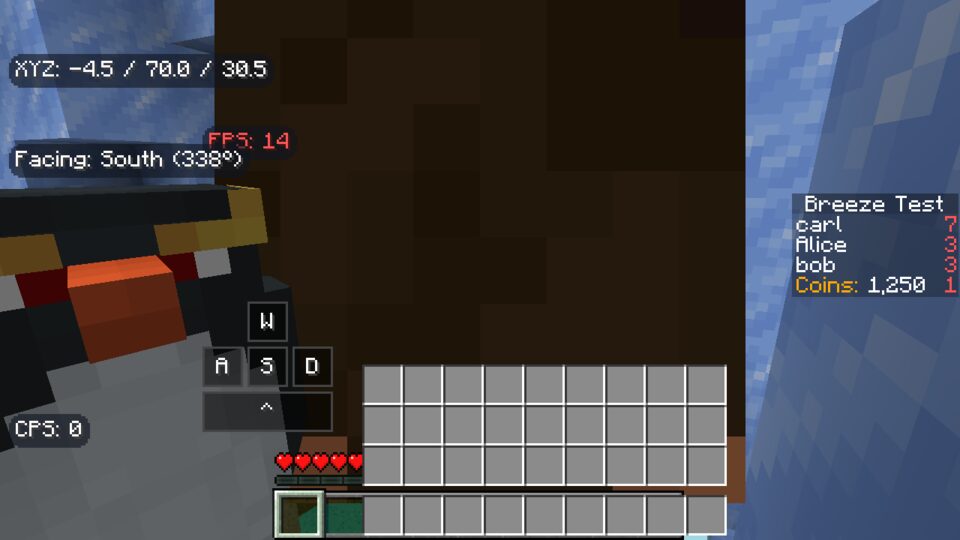 XYZ: -4.5 / 70.0 / 30.5
FPS: 14
Facing: South (338°)
Breeze Test
carl 7
Alice 3
bob 3
Coins: 1,250 1
W
A S D
^
CPS: 0